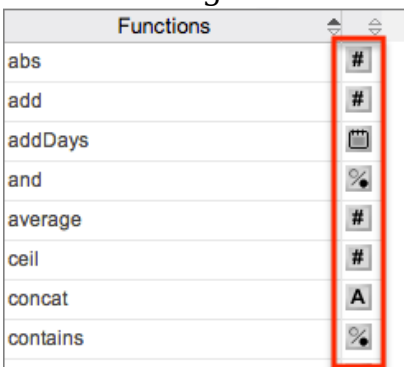 Functions
abs #
add #
addDays
and
average #
ceil #
concat A
contains